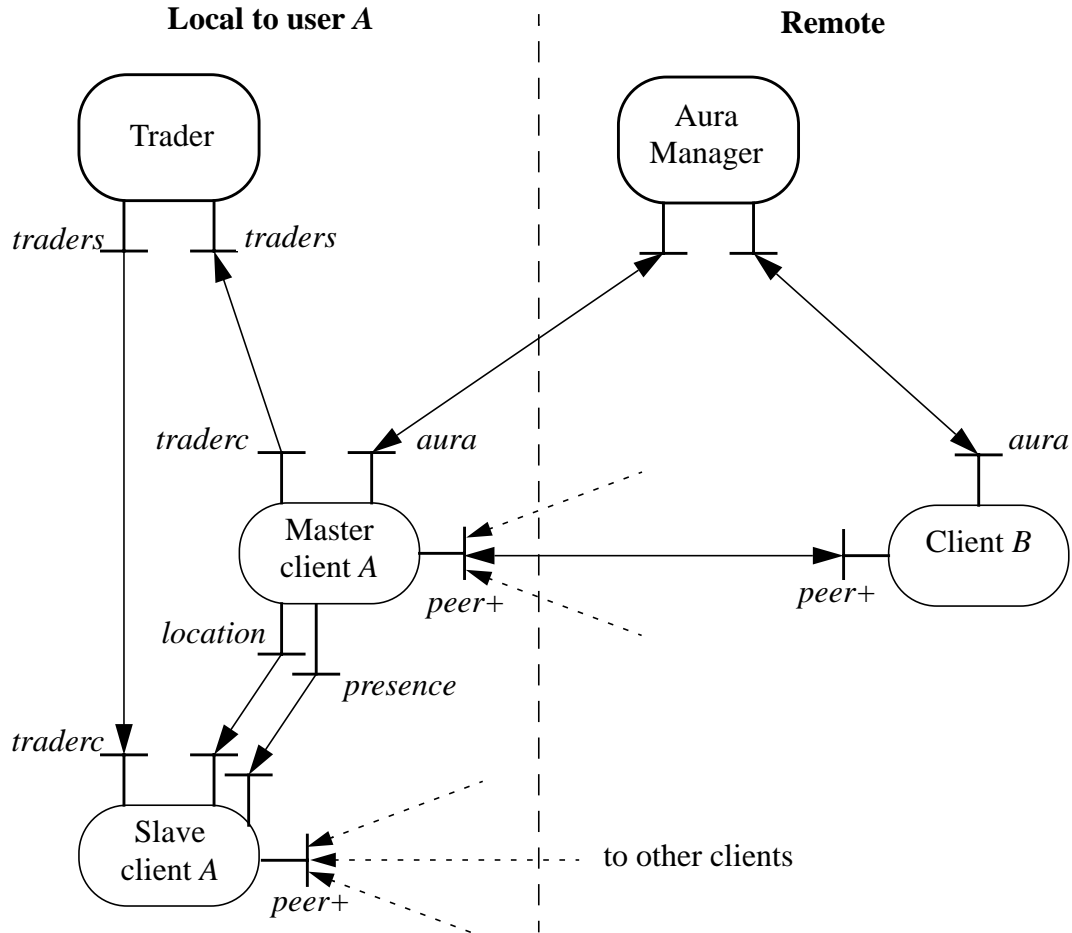 Local to user A
Remote
Trader
Aura
Manager
traders
traders
traderc
aura
aura
Master
client A
Client B
peer+
peer+
location
presence
traderc
Slave
client A
to other clients
peer+